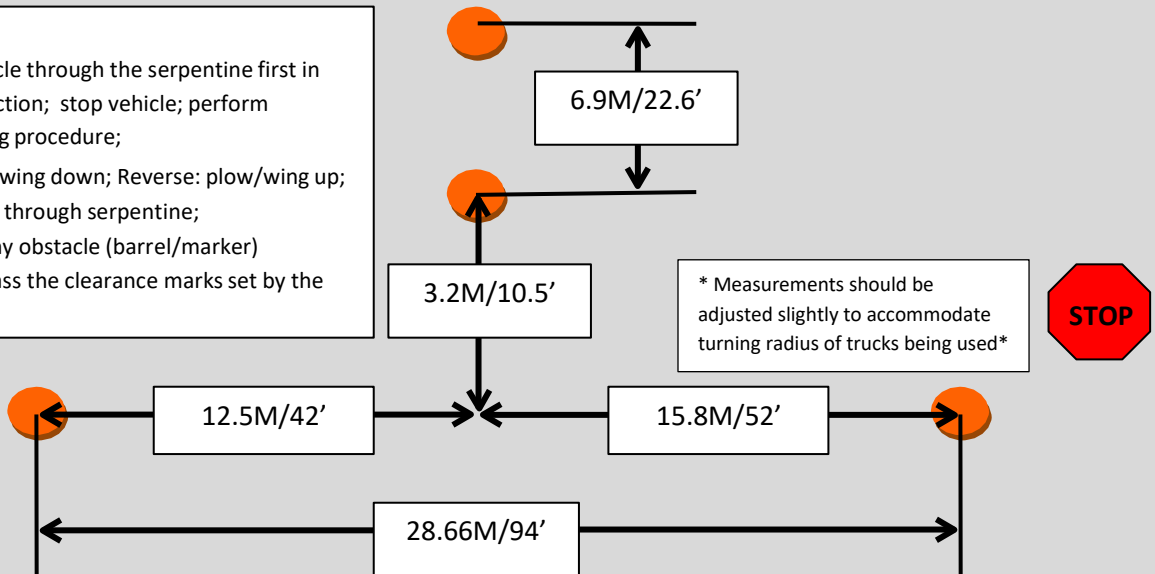 cle through the serpentine first in
ction; stop vehicle; perform
g procedure;
wing down; Reverse: plow/wing up;
through serpentine;
ny obstacle (barrel/marker)
ass the clearance marks set by the
6.9M/22.6’
3.2M/10.5’
* Measurements should be
adjusted slightly to accommodate
turning radius of trucks being used*
STOP
12.5M/42’
15.8M/52’
28.66M/94’